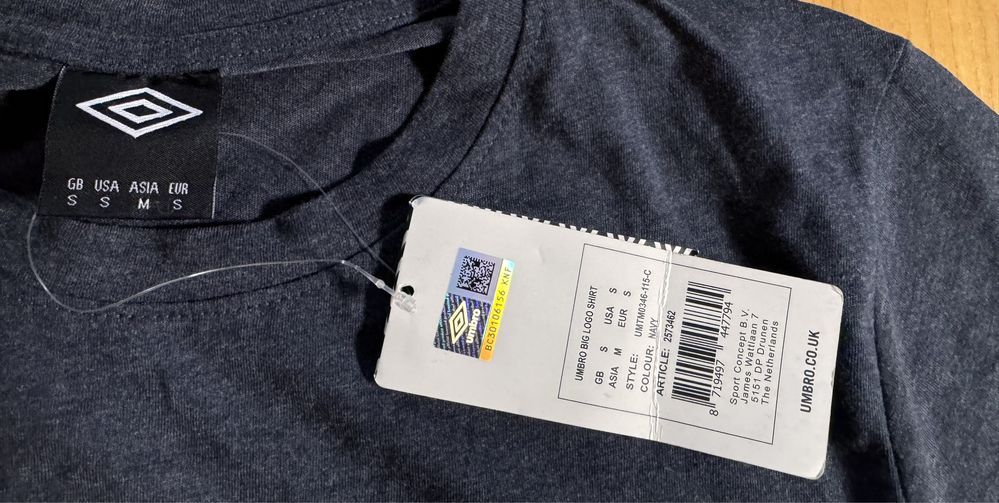 GB USA ASIA EUR
S S M S
umbro
BC30106156 KNF
UMBRO BIG LOGO SHIRT
GB S USA S
ASIA M EUR S
STYLE: UMTM0346-115-C
COLOUR: NAVY
ARTICLE: 2573462
8 719497 447794
Sport Concept B.V.
James Wattlaan 7
5151 DP Drunen
The Netherlands
UMBRO.CO.UK